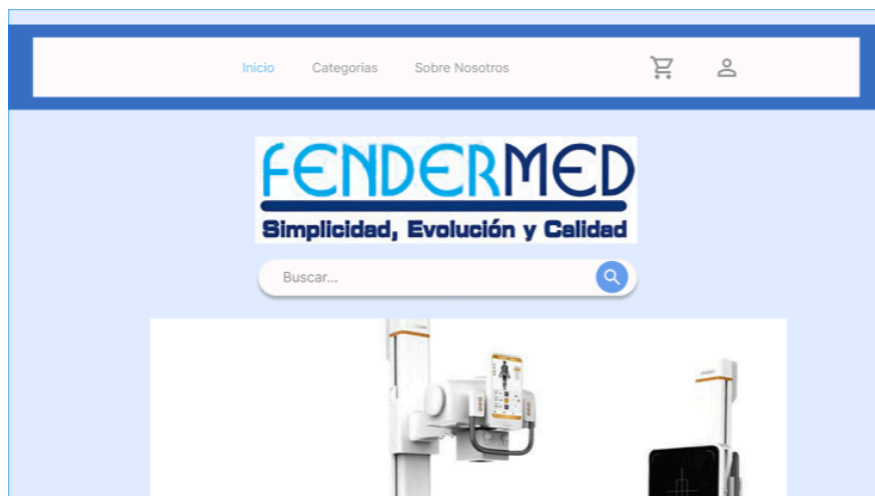 Inicio Categorias Sobre Nosotros
FENDERMED
Simplicidad, Evolución y Calidad
Buscar...